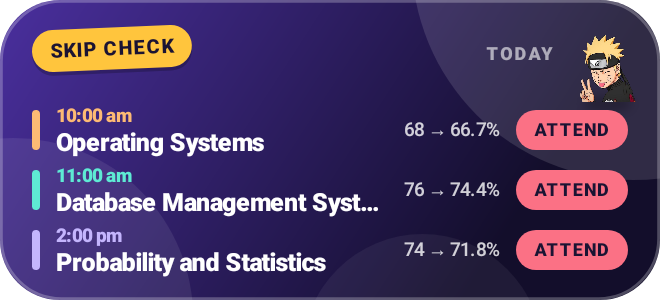 SKIP CHECK
TODAY
10:00 am
Operating Systems
68 → 66.7%
ATTEND
11:00 am
Database Management Syst...
76 → 74.4%
ATTEND
2:00 pm
Probability and Statistics
74 → 71.8%
ATTEND